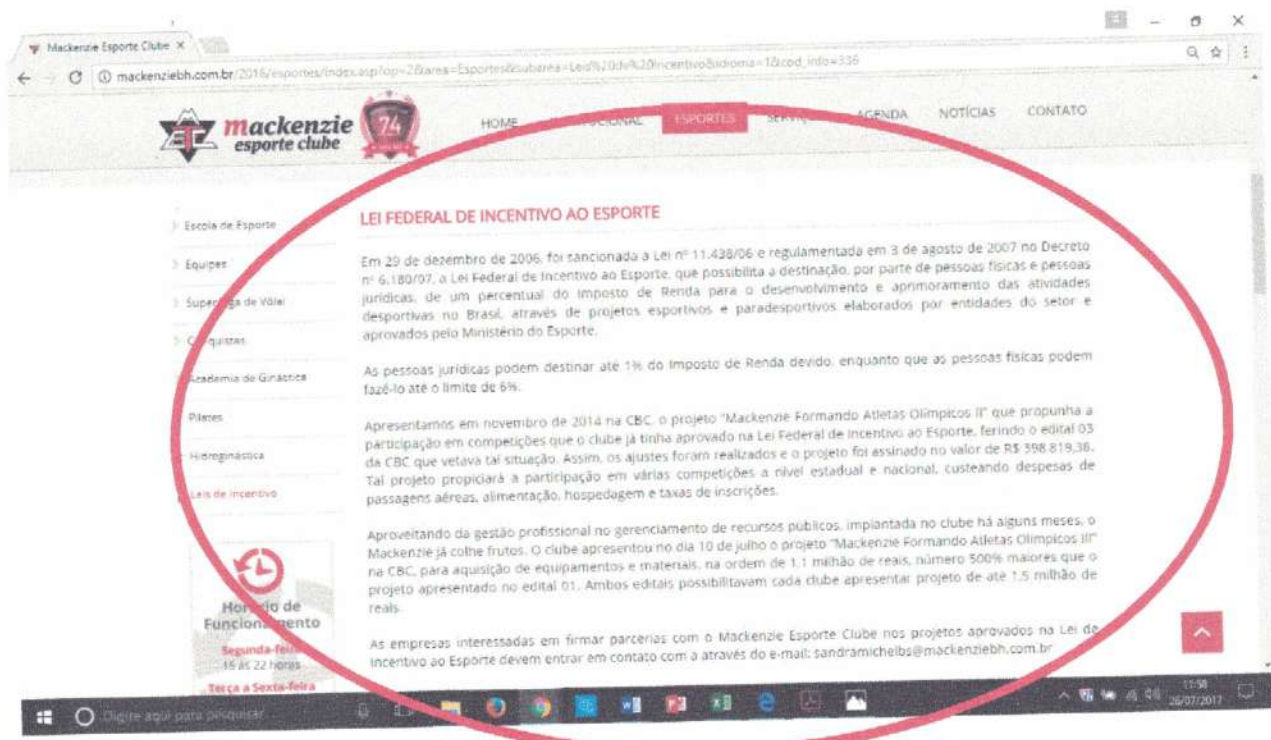 Mackenzie Esporte Clube
mackenziebh.com.br/2016/esportes/index.asp?op=2&area=Esportes&subarea=Leis%20de%20Incentivo&idioma=1&cod_info=336
mackenzie
esporte clube
74
HOME
ESPORTES
AGENDA
NOTÍCIAS
CONTATO
Escola de Esporte
Equipes
Superliga de Vôlei
Conquistas
Academia de Ginástica
Pilates
Hidroginástica
Leis de Incentivo
Horário de
Funcionamento
Segunda-feira
15 às 22 horas
Terça a Sexta-feira
LEI FEDERAL DE INCENTIVO AO ESPORTE
Em 29 de dezembro de 2006, foi sancionada a Lei nº 11.438/06 e regulamentada em 3 de agosto de 2007 no Decreto
nº 6.180/07, a Lei Federal de Incentivo ao Esporte, que possibilita a destinação, por parte de pessoas físicas e pessoas
jurídicas, de um percentual do Imposto de Renda para o desenvolvimento e aprimoramento das atividades
desportivas no Brasil, através de projetos esportivos e paradesportivos elaborados por entidades do setor e
aprovados pelo Ministério do Esporte.
As pessoas jurídicas podem destinar até 1% do Imposto de Renda devido, enquanto que as pessoas físicas podem
fazê-lo até o limite de 6%.
Apresentamos em novembro de 2014 na CBC, o projeto "Mackenzie Formando Atletas Olímpicos II" que propunha a
participação em competições que o clube já tinha aprovado na Lei Federal de Incentivo ao Esporte, ferindo o edital 03
da CBC que vetava tal situação. Assim, os ajustes foram realizados e o projeto foi assinado no valor de R$ 398.819,36.
Tal projeto propiciará a participação em várias competições a nível estadual e nacional, custeando despesas de
passagens aéreas, alimentação, hospedagem e taxas de inscrições.
Aproveitando da gestão profissional no gerenciamento de recursos públicos, implantada no clube há alguns meses, o
Mackenzie já colhe frutos. O clube apresentou no dia 10 de julho o projeto "Mackenzie Formando Atletas Olímpicos III"
na CBC, para aquisição de equipamentos e materiais, na ordem de 1.1 milhão de reais, número 500% maiores que o
projeto apresentado no edital 01. Ambos editais possibilitavam cada clube apresentar projeto de até 1.5 milhão de
reais.
As empresas interessadas em firmar parcerias com o Mackenzie Esporte Clube nos projetos aprovados na Lei de
Incentivo ao Esporte devem entrar em contato com a através do e-mail: sandramichelbs@mackenziebh.com.br
Digite aqui para pesquisar
11:58
26/07/2017